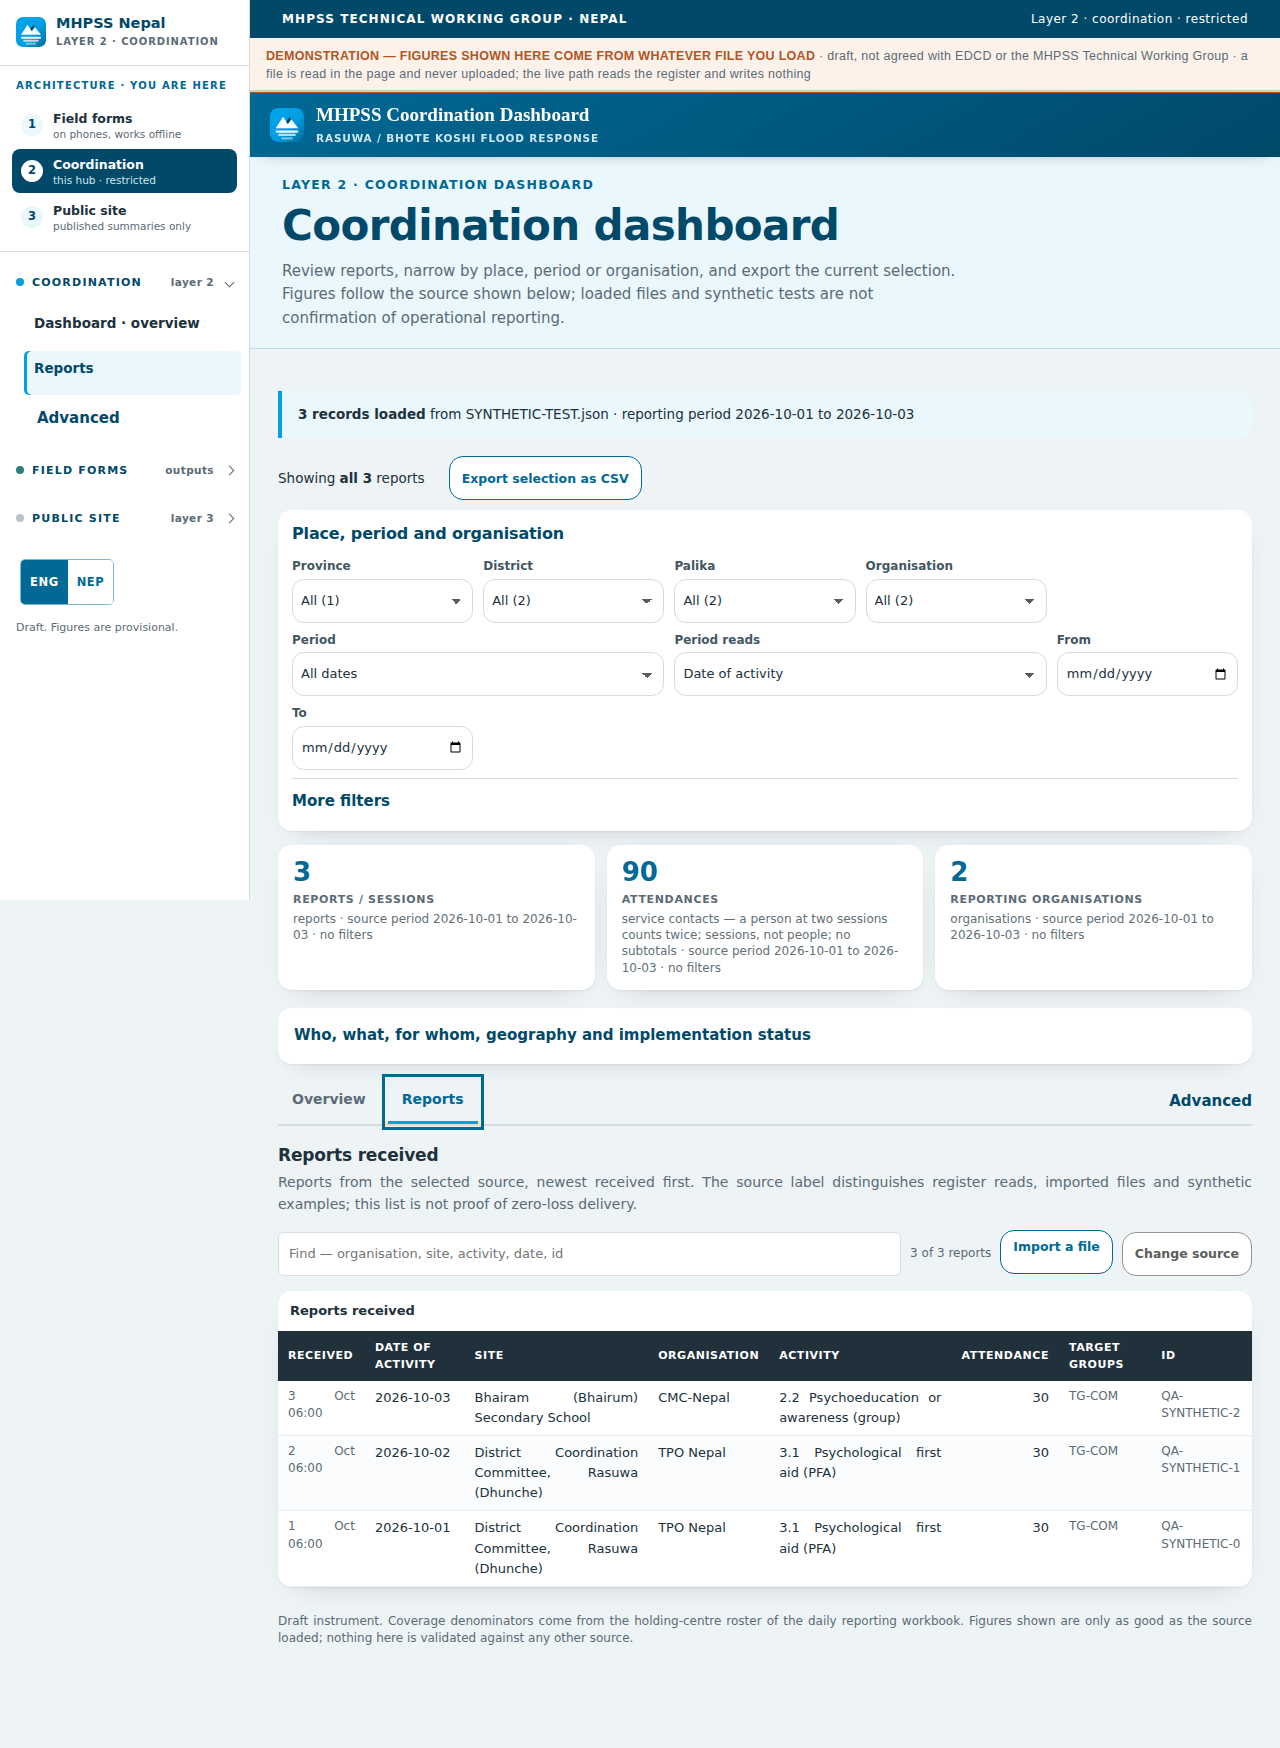 MHPSS Nepal
LAYER 2 · COORDINATION
ARCHITECTURE · YOU ARE HERE
1
Field forms
on phones, works offline
2
Coordination
this hub · restricted
3
Public site
published summaries only
COORDINATION layer 2
Dashboard · overview
Reports
Advanced
FIELD FORMS outputs
PUBLIC SITE layer 3
ENG NEP
Draft. Figures are provisional.
MHPSS TECHNICAL WORKING GROUP · NEPAL
Layer 2 · coordination · restricted
DEMONSTRATION — FIGURES SHOWN HERE COME FROM WHATEVER FILE YOU LOAD · draft, not agreed with EDCD or the MHPSS Technical Working Group · a
file is read in the page and never uploaded; the live path reads the register and writes nothing
MHPSS Coordination Dashboard
RASUWA / BHOTE KOSHI FLOOD RESPONSE
LAYER 2 · COORDINATION DASHBOARD
Coordination dashboard
Review reports, narrow by place, period or organisation, and export the current selection.
Figures follow the source shown below; loaded files and synthetic tests are not
confirmation of operational reporting.
3 records loaded from SYNTHETIC-TEST.json · reporting period 2026-10-01 to 2026-10-03
Showing all 3 reports
Export selection as CSV
Place, period and organisation
Province District Palika Organisation
All (1) All (2) All (2) All (2)
Period Period reads From
All dates Date of activity mm/dd/yyyy
To
mm/dd/yyyy
More filters
3
REPORTS / SESSIONS
reports · source period 2026-10-01 to 2026-10-
03 · no filters
90
ATTENDANCES
service contacts — a person at two sessions
counts twice; sessions, not people; no
subtotals · source period 2026-10-01 to 2026-
10-03 · no filters
2
REPORTING ORGANISATIONS
organisations · source period 2026-10-01 to
2026-10-03 · no filters
Who, what, for whom, geography and implementation status
Overview Reports Advanced
Reports received
Reports from the selected source, newest received first. The source label distinguishes register reads, imported files and synthetic
examples; this list is not proof of zero-loss delivery.
Find — organisation, site, activity, date, id
3 of 3 reports
Import a file
Change source
Reports received
RECEIVED DATE OF ACTIVITY SITE ORGANISATION ACTIVITY ATTENDANCE TARGET GROUPS ID
3 Oct 06:00 2026-10-03 Bhairam (Bhairum) Secondary School CMC-Nepal 2.2 Psychoeducation or awareness (group) 30 TG-COM QA-SYNTHETIC-2
2 Oct 06:00 2026-10-02 District Coordination Committee, Rasuwa (Dhunche) TPO Nepal 3.1 Psychological first aid (PFA) 30 TG-COM QA-SYNTHETIC-1
1 Oct 06:00 2026-10-01 District Coordination Committee, Rasuwa (Dhunche) TPO Nepal 3.1 Psychological first aid (PFA) 30 TG-COM QA-SYNTHETIC-0
Draft instrument. Coverage denominators come from the holding-centre roster of the daily reporting workbook. Figures shown are only as good as the source
loaded; nothing here is validated against any other source.